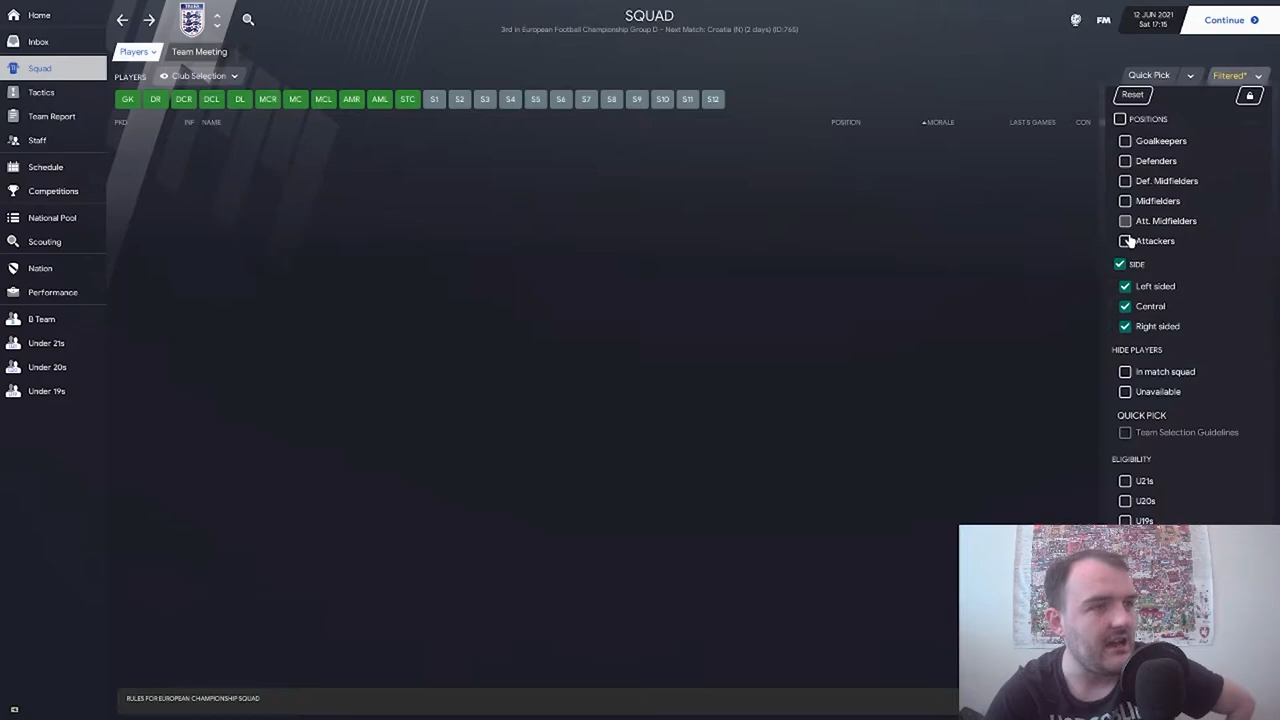 Home
SQUAD
3rd in European Football Championship Group D - Next Match: Croatia (N) (2 days) (ID:765)
FM
12 JUN 2021
Sat 17:15
Continue
Inbox
Squad
Tactics
Team Report
Staff
Schedule
Competitions
National Pool
Scouting
Nation
Performance
B Team
Under 21s
Under 20s
Under 19s
Players
Team Meeting
PLAYERS
Club Selection
Quick Pick
Filtered*
GK DR DCR DCL DL MCR MC MCL AMR AML STC S1 S2 S3 S4 S5 S6 S7 S8 S9 S10 S11 S12
PKD INF NAME POSITION MORALE LAST 5 GAMES CON
Reset
POSITIONS
Goalkeepers
Defenders
Def. Midfielders
Midfielders
Att. Midfielders
Attackers
SIDE
Left sided
Central
Right sided
HIDE PLAYERS
In match squad
Unavailable
QUICK PICK
Team Selection Guidelines
ELIGIBILITY
U21s
U20s
U19s
RULES FOR EUROPEAN CHAMPIONSHIP SQUAD